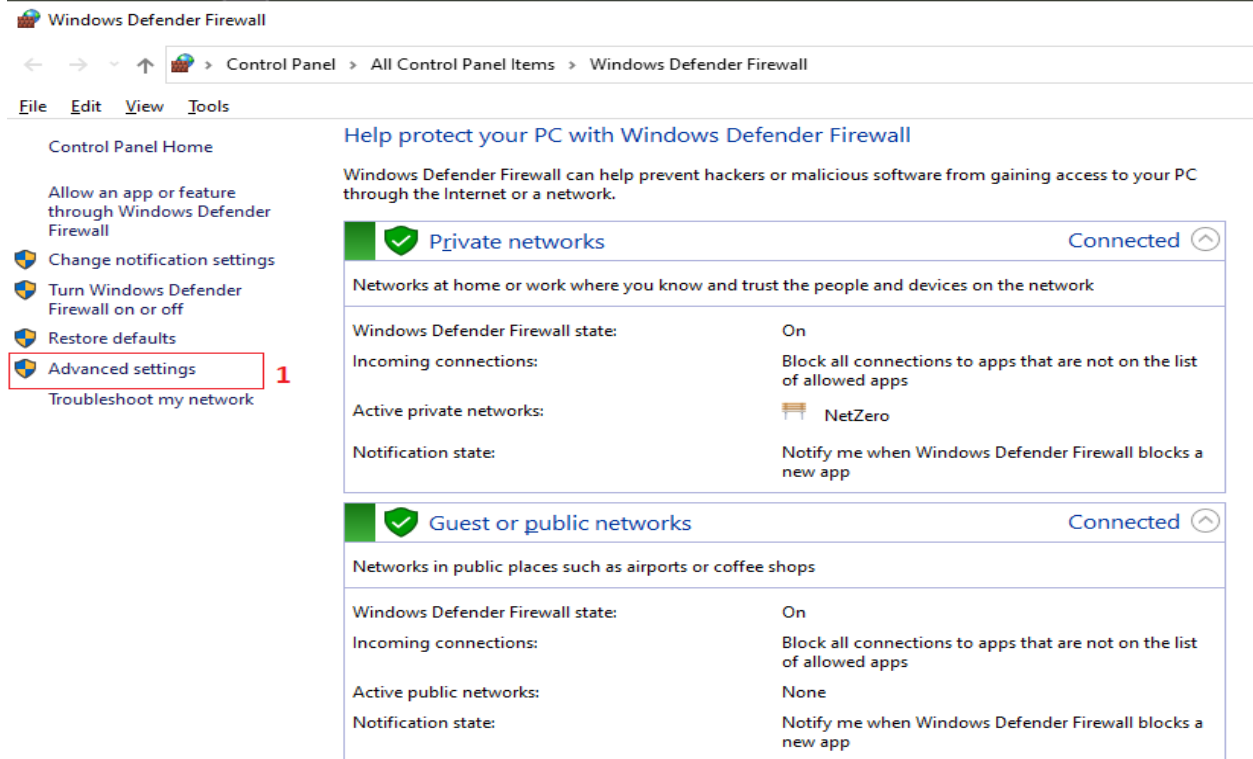 Windows Defender Firewall
Control Panel > All Control Panel Items > Windows Defender Firewall
File Edit View Tools
Control Panel Home
Allow an app or feature
through Windows Defender
Firewall
Change notification settings
Turn Windows Defender
Firewall on or off
Restore defaults
Advanced settings 1
Troubleshoot my network
Help protect your PC with Windows Defender Firewall
Windows Defender Firewall can help prevent hackers or malicious software from gaining access to your PC
through the Internet or a network.
Private networks Connected
Networks at home or work where you know and trust the people and devices on the network
Windows Defender Firewall state: On
Incoming connections: Block all connections to apps that are not on the list
of allowed apps
Active private networks: NetZero
Notification state: Notify me when Windows Defender Firewall blocks a
new app
Guest or public networks Connected
Networks in public places such as airports or coffee shops
Windows Defender Firewall state: On
Incoming connections: Block all connections to apps that are not on the list
of allowed apps
Active public networks: None
Notification state: Notify me when Windows Defender Firewall blocks a
new app